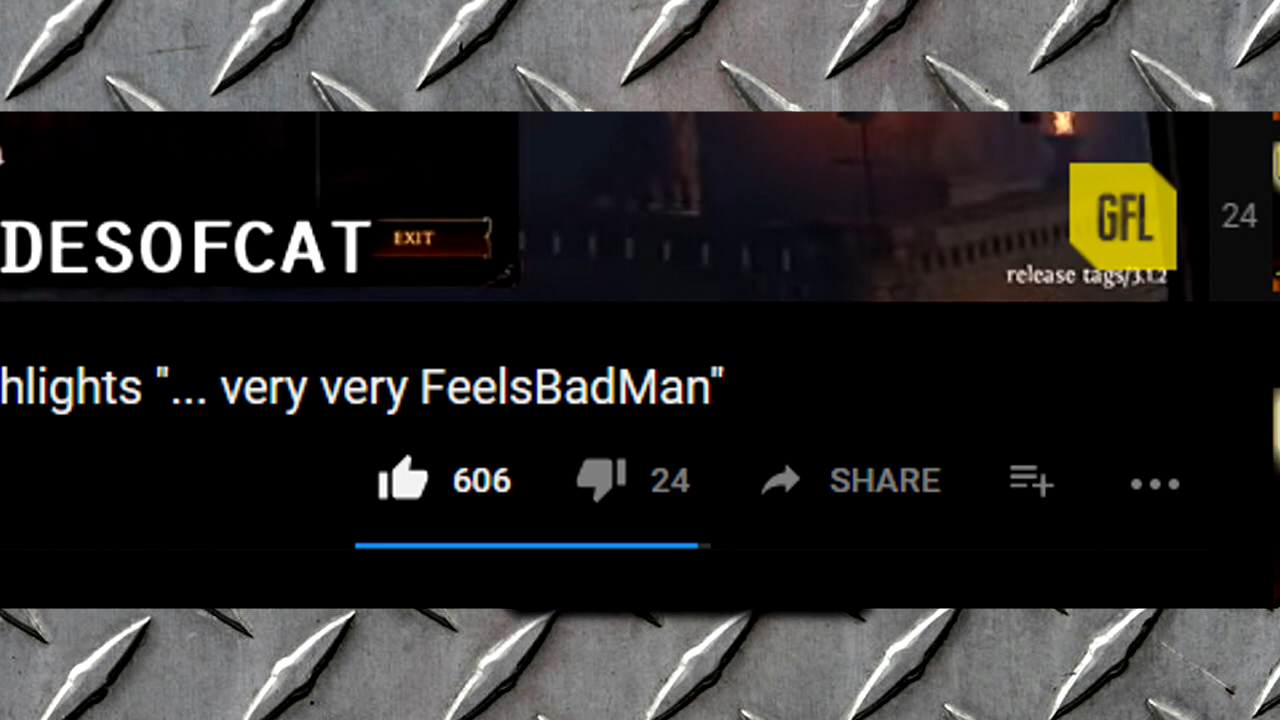 DESOFCAT
EXIT
GFL
24
release tags/3.1.2
hlights "... very very FeelsBadMan"
606 24 SHARE